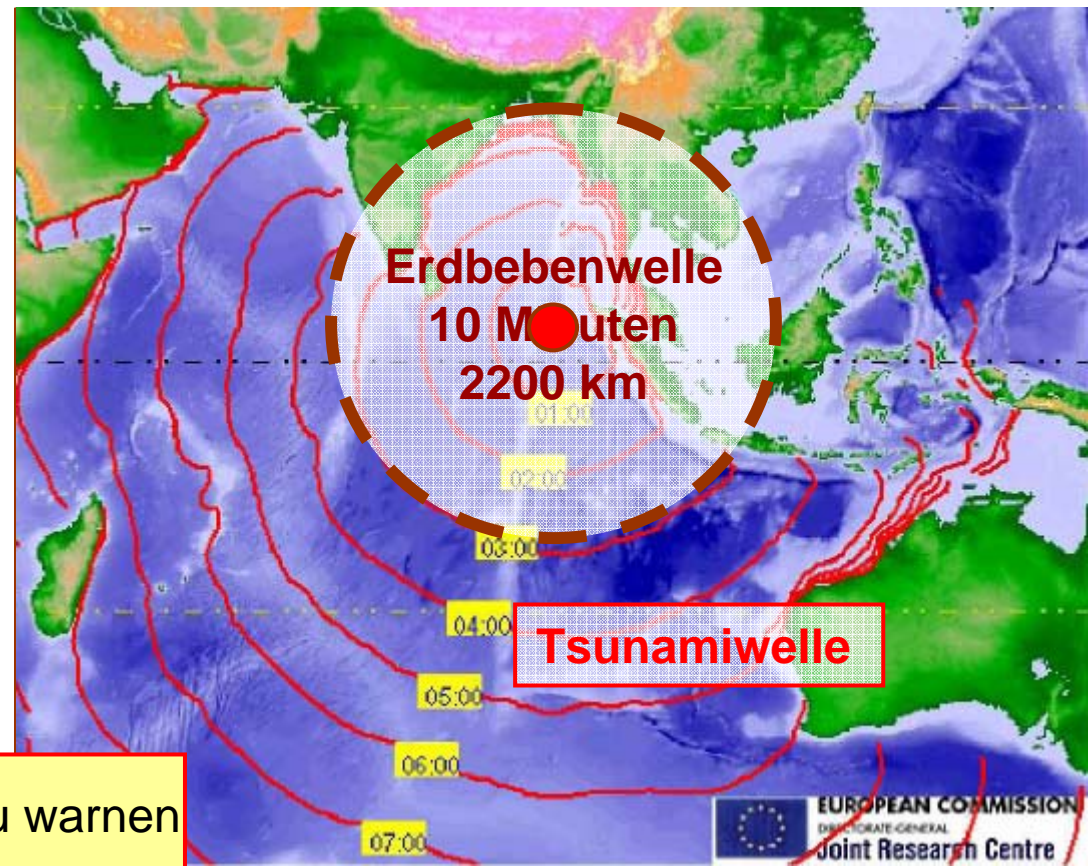 Erdbebenwelle
10 M uten
2200 km
01:00
02:00
03:00
04:00
Tsunamiwelle
05:00
06:00
warnen
07:00
EUROPEAN COMMISSION
DIRECTORATE-GENERAL
Joint Research Centre